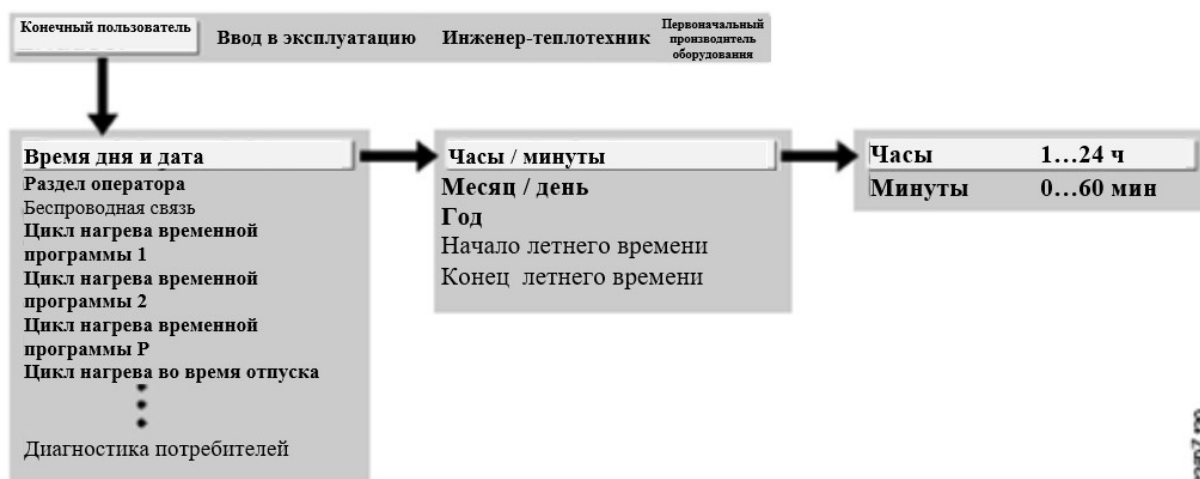 Конечный пользователь
Ввод в эксплуатацию
Инженер-теплотехник
Первоначальный
производитель
оборудования
Время дня и дата
Раздел оператора
Беспроводная связь
Цикл нагрева временной
программы 1
Цикл нагрева временной
программы 2
Цикл нагрева временной
программы P
Цикл нагрева во время отпуска
Диагностика потребителей
Часы / минуты
Месяц / день
Год
Начало летнего времени
Конец летнего времени
Часы 1…24 ч
Минуты 0…60 мин